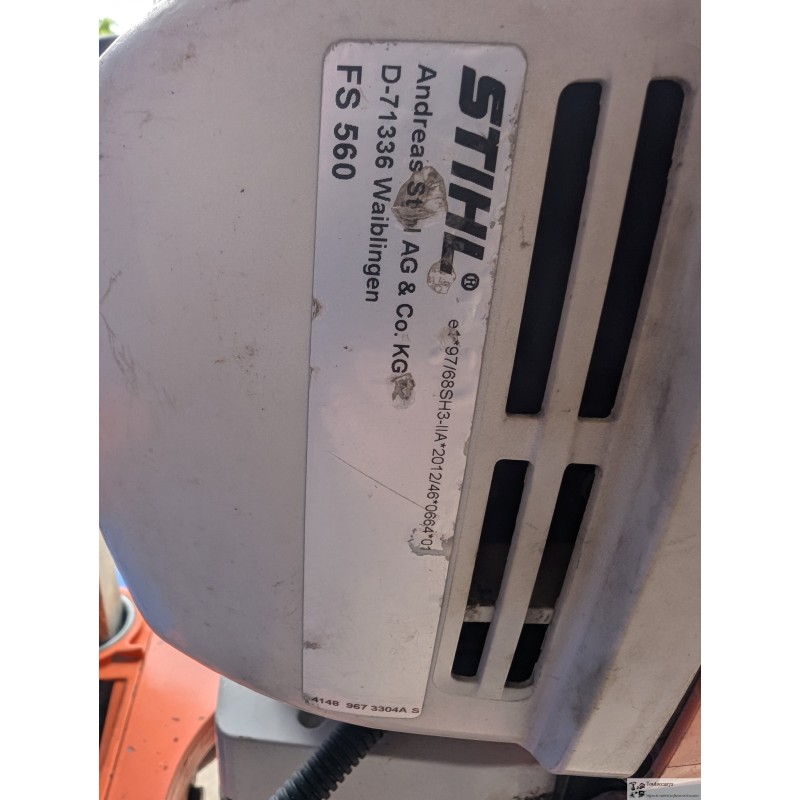 STIHL®
e1*97/68SH3-IIA*2012/46*0664*01
Andreas Stihl AG & Co. KG
D-71336 Waiblingen
FS 560
4148 967 3304A S